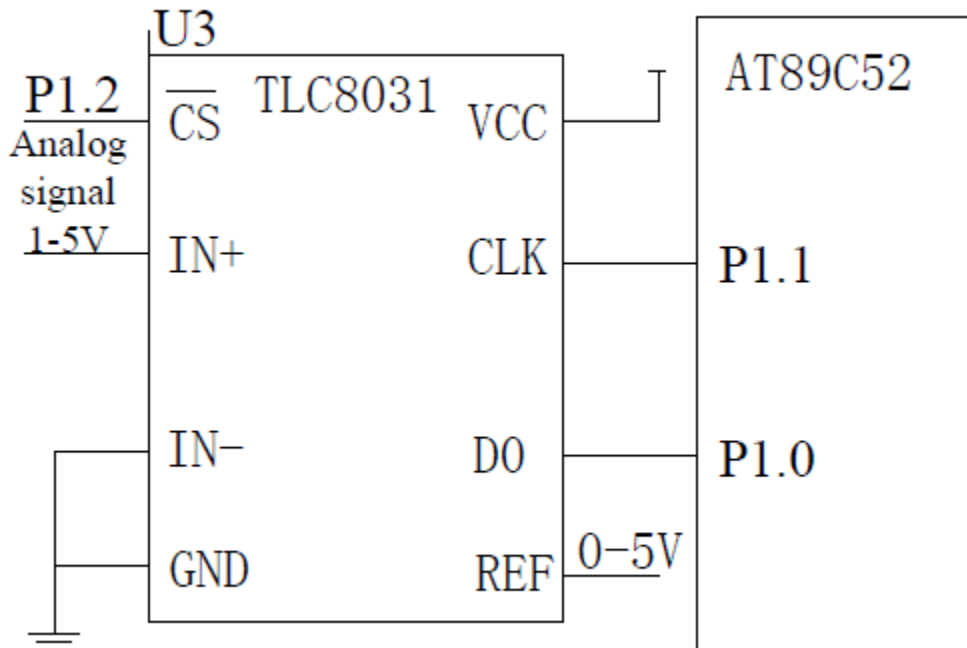 U3
TLC8031
AT89C52
P1.2
CS
VCC
Analog
signal
1-5V
IN+
CLK
P1.1
IN-
DO
P1.0
GND
REF
0-5V